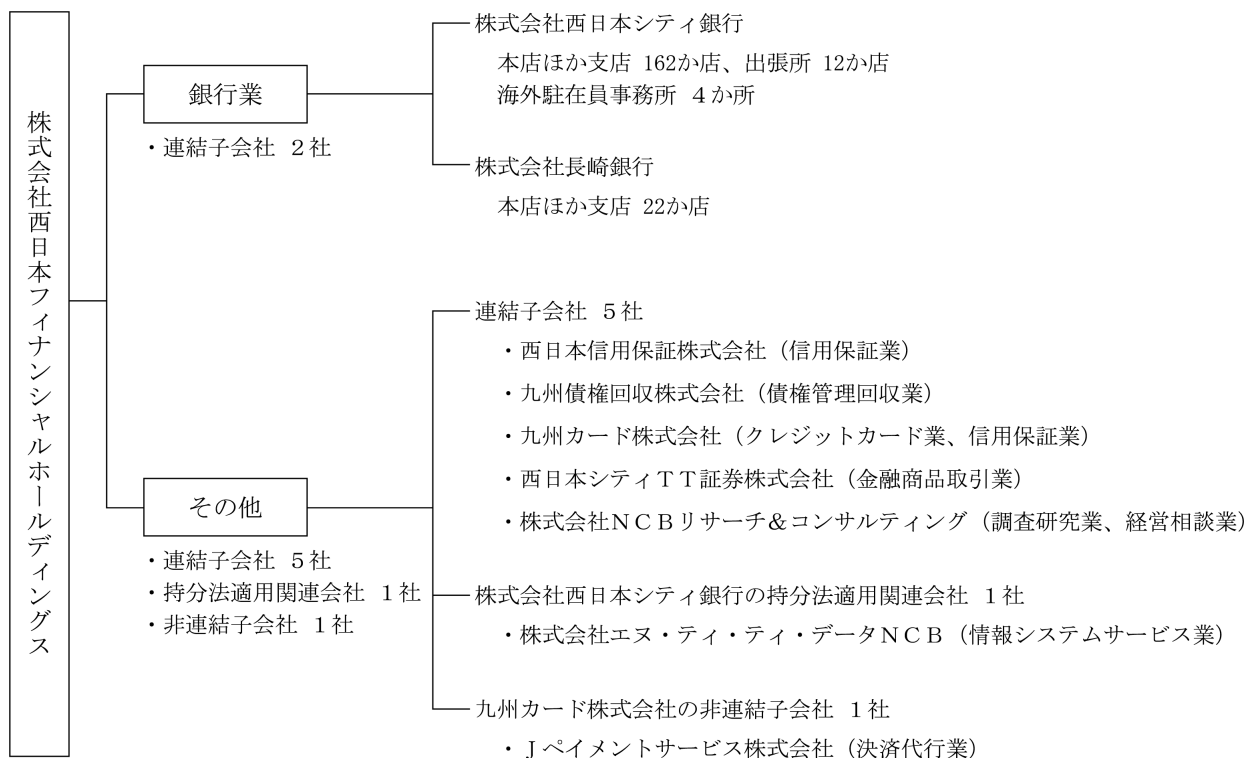 株式会社西日本フィナンシャルホールディングス
銀行業
・連結子会社 2社
株式会社西日本シティ銀行
本店ほか支店 162か店、出張所 12か店
海外駐在員事務所 4か所
株式会社長崎銀行
本店ほか支店 22か店
その他
・連結子会社 5社
・持分法適用関連会社 1社
・非連結子会社 1社
連結子会社 5社
・西日本信用保証株式会社（信用保証業）
・九州債権回収株式会社（債権管理回収業）
・九州カード株式会社（クレジットカード業、信用保証業）
・西日本シティＴＴ証券株式会社（金融商品取引業）
・株式会社ＮＣＢリサーチ＆コンサルティング（調査研究業、経営相談業）
株式会社西日本シティ銀行の持分法適用関連会社 1社
・株式会社エヌ・ティ・ティ・データＮＣＢ（情報システムサービス業）
九州カード株式会社の非連結子会社 1社
・Ｊペイメントサービス株式会社（決済代行業）